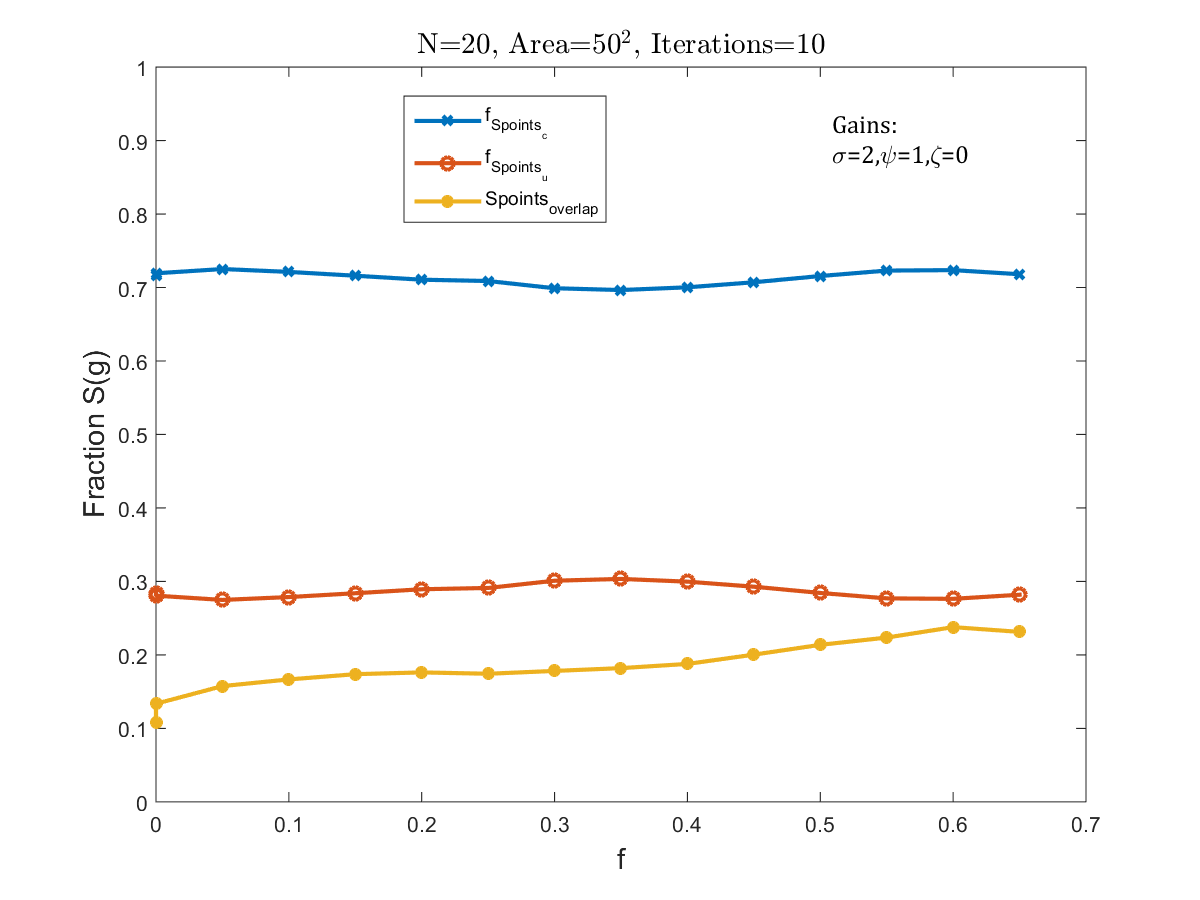 N=20, Area=50², Iterations=10
f_Spoints_c
f_Spoints_u
Spoints_overlap
Gains:
σ=2,ψ=1,ζ=0
Fraction S(g)
1
0.9
0.8
0.7
0.6
0.5
0.4
0.3
0.2
0.1
0
0 0.1 0.2 0.3 0.4 0.5 0.6 0.7
f